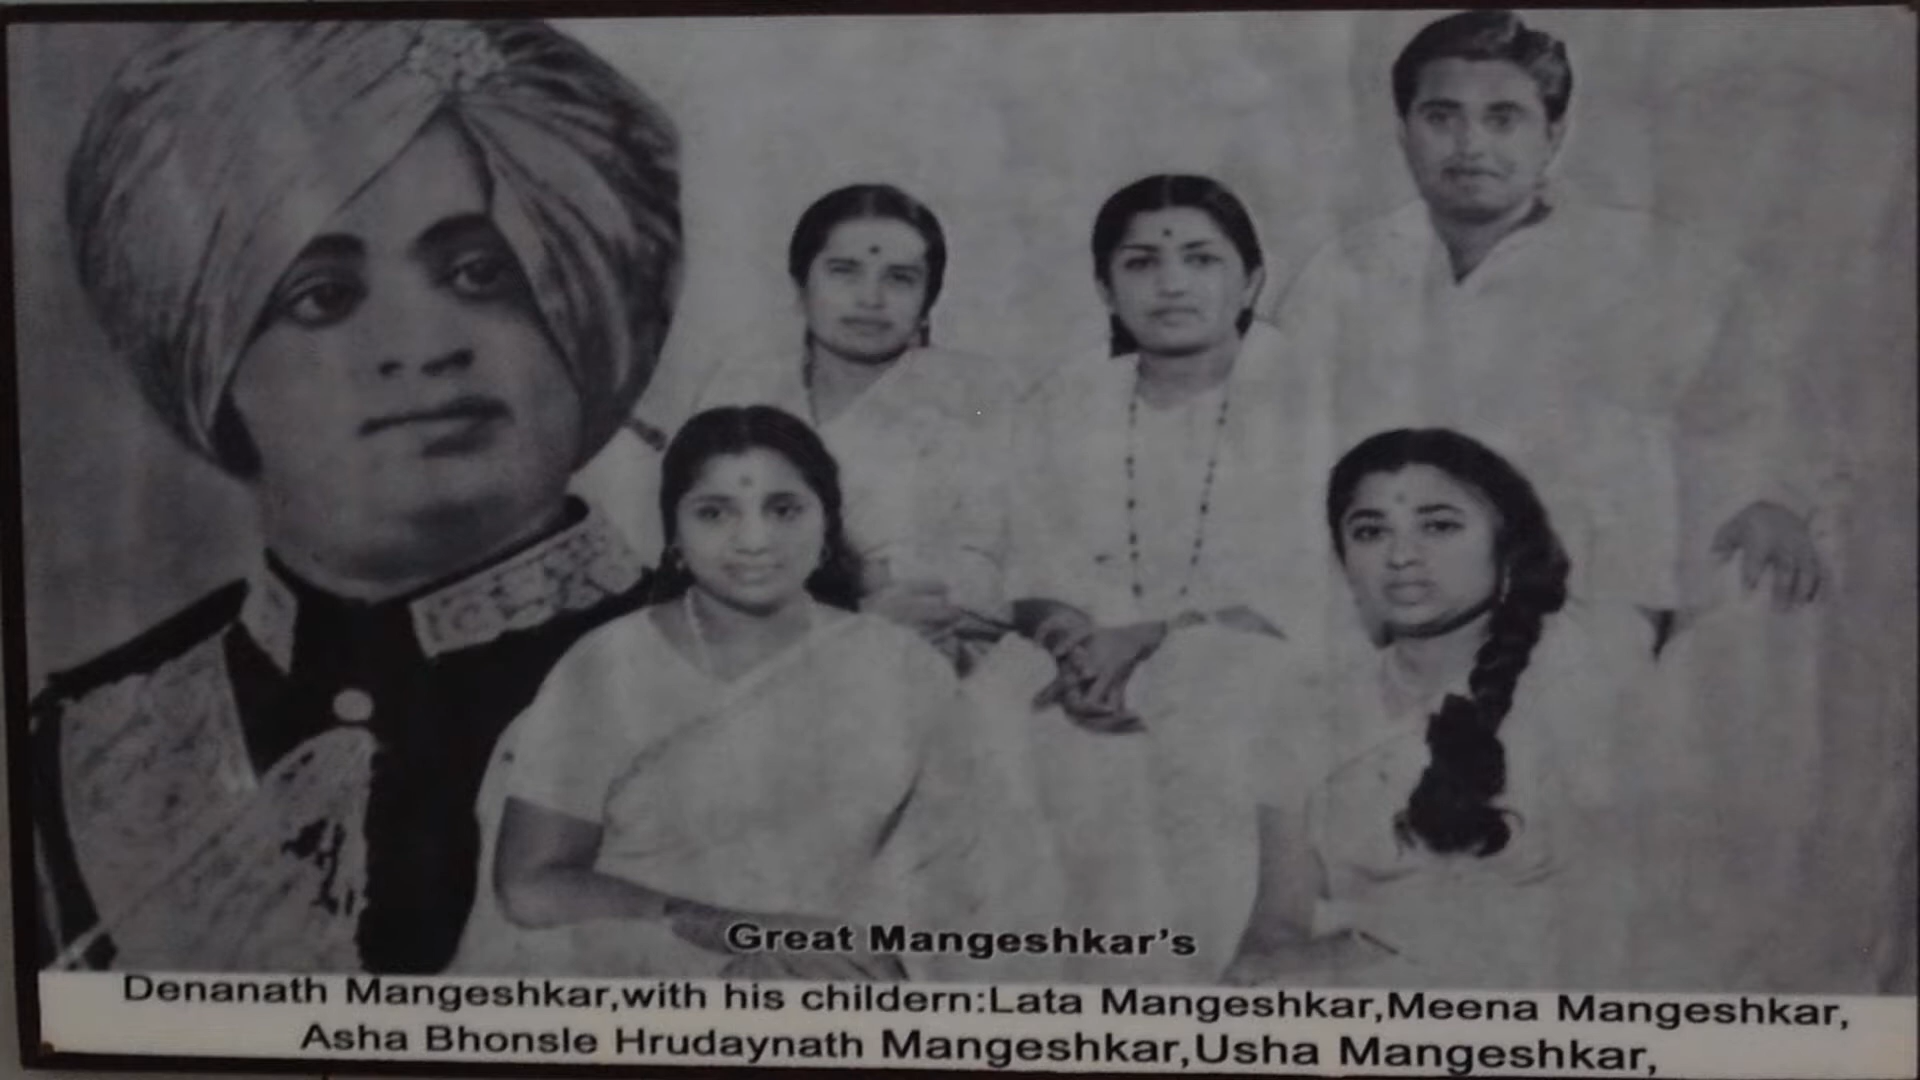 Great Mangeshkar's
Denanath Mangeshkar,with his childern:Lata Mangeshkar,Meena Mangeshkar,
Asha Bhonsle Hrudaynath Mangeshkar,Usha Mangeshkar,